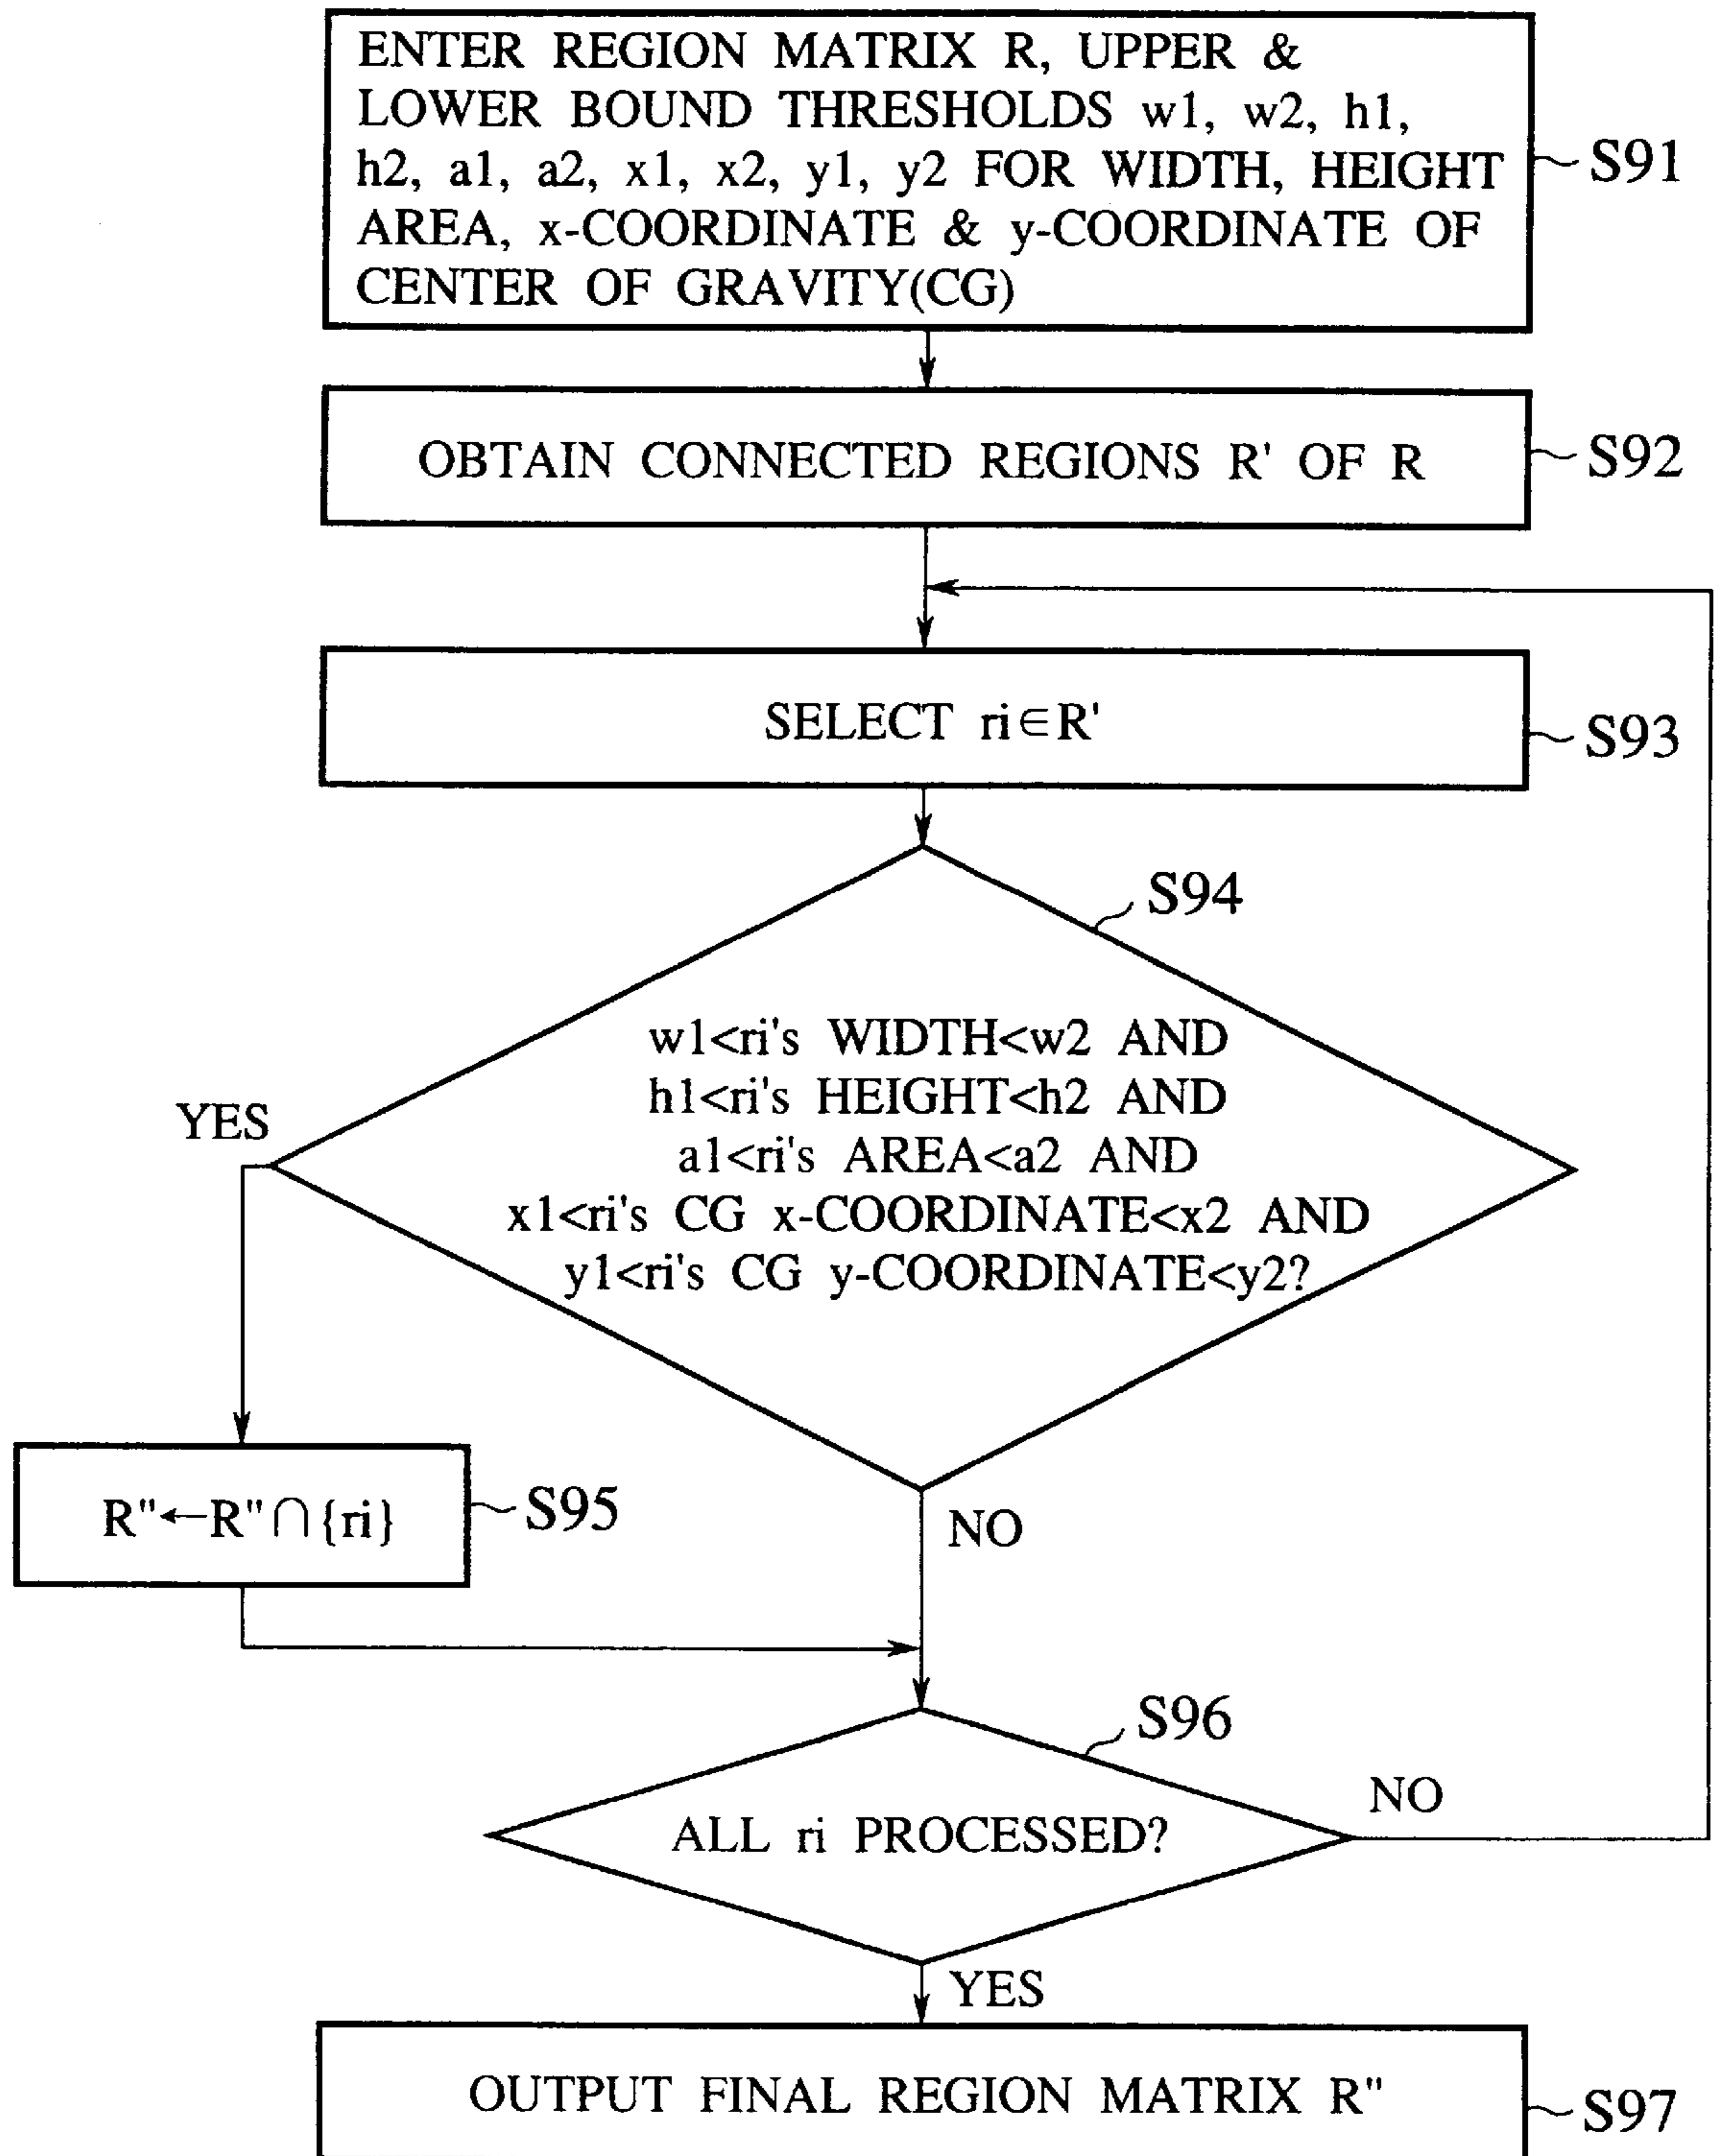 ENTER REGION MATRIX R, UPPER &
LOWER BOUND THRESHOLDS w1, w2, h1,
h2, a1, a2, x1, x2, y1, y2 FOR WIDTH, HEIGHT
AREA, x-COORDINATE & y-COORDINATE OF
CENTER OF GRAVITY(CG)
S91
OBTAIN CONNECTED REGIONS R' OF R
S92
SELECT ri∈R'
S93
S94
w1<ri's WIDTH<w2 AND
h1<ri's HEIGHT<h2 AND
a1<ri's AREA<a2 AND
x1<ri's CG x-COORDINATE<x2 AND
y1<ri's CG y-COORDINATE<y2?
YES
R"←R"∩{ri}
S95
NO
S96
ALL ri PROCESSED?
NO
YES
OUTPUT FINAL REGION MATRIX R"
S97